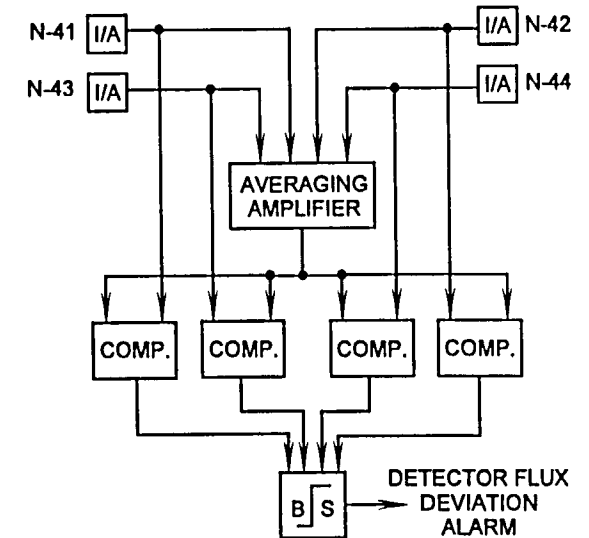 N-41 I/A
I/A N-42
N-43 I/A
I/A N-44
AVERAGING
AMPLIFIER
COMP. COMP. COMP. COMP.
B S
DETECTOR FLUX
DEVIATION
ALARM